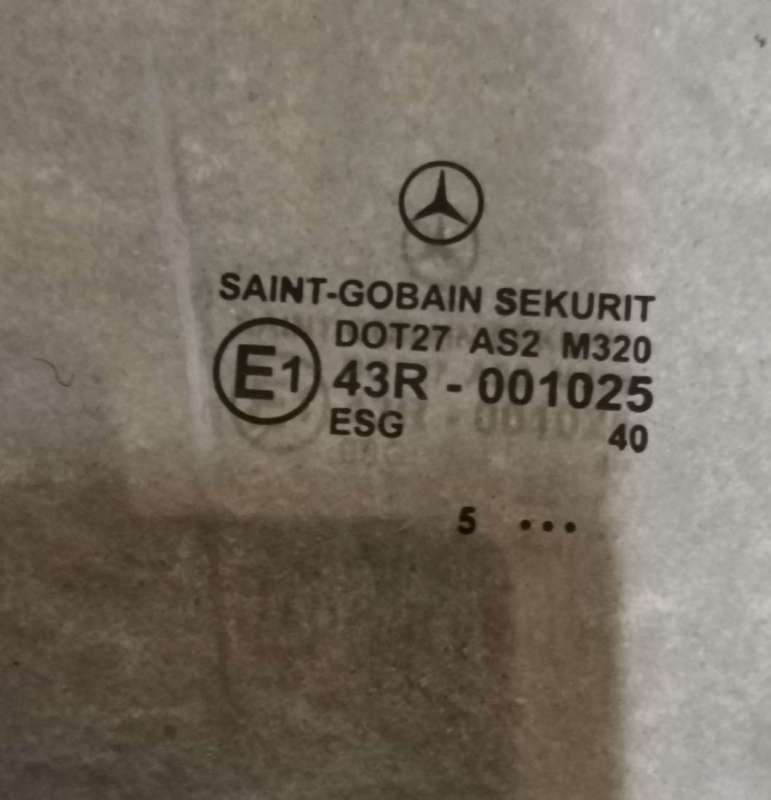 SAINT-GOBAIN SEKURIT
DOT27 AS2 M320
E1 43R - 001025
ESG 40
5 •••